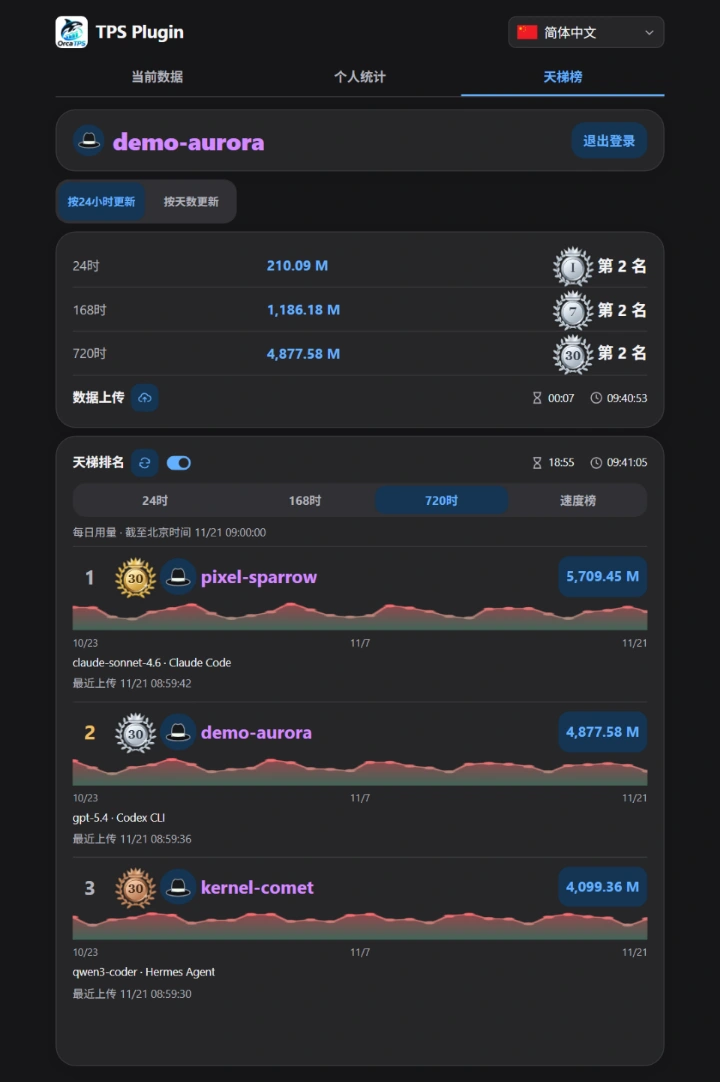 OrcaTPS
TPS Plugin
简体中文
当前数据 个人统计 天梯榜
demo-aurora
退出登录
按24小时更新 按天数更新
24时 210.09 M 1 第 2 名
168时 1,186.18 M 7 第 2 名
720时 4,877.58 M 30 第 2 名
数据上传 00:07 09:40:53
天梯排名 18:55 09:41:05
24时 168时 720时 速度榜
每日用量 · 截至北京时间 11/21 09:00:00
1 30 pixel-sparrow 5,709.45 M
10/23 11/7 11/21
claude-sonnet-4.6 · Claude Code
最近上传 11/21 08:59:42
2 30 demo-aurora 4,877.58 M
10/23 11/7 11/21
gpt-5.4 · Codex CLI
最近上传 11/21 08:59:36
3 30 kernel-comet 4,099.36 M
10/23 11/7 11/21
qwen3-coder · Hermes Agent
最近上传 11/21 08:59:30